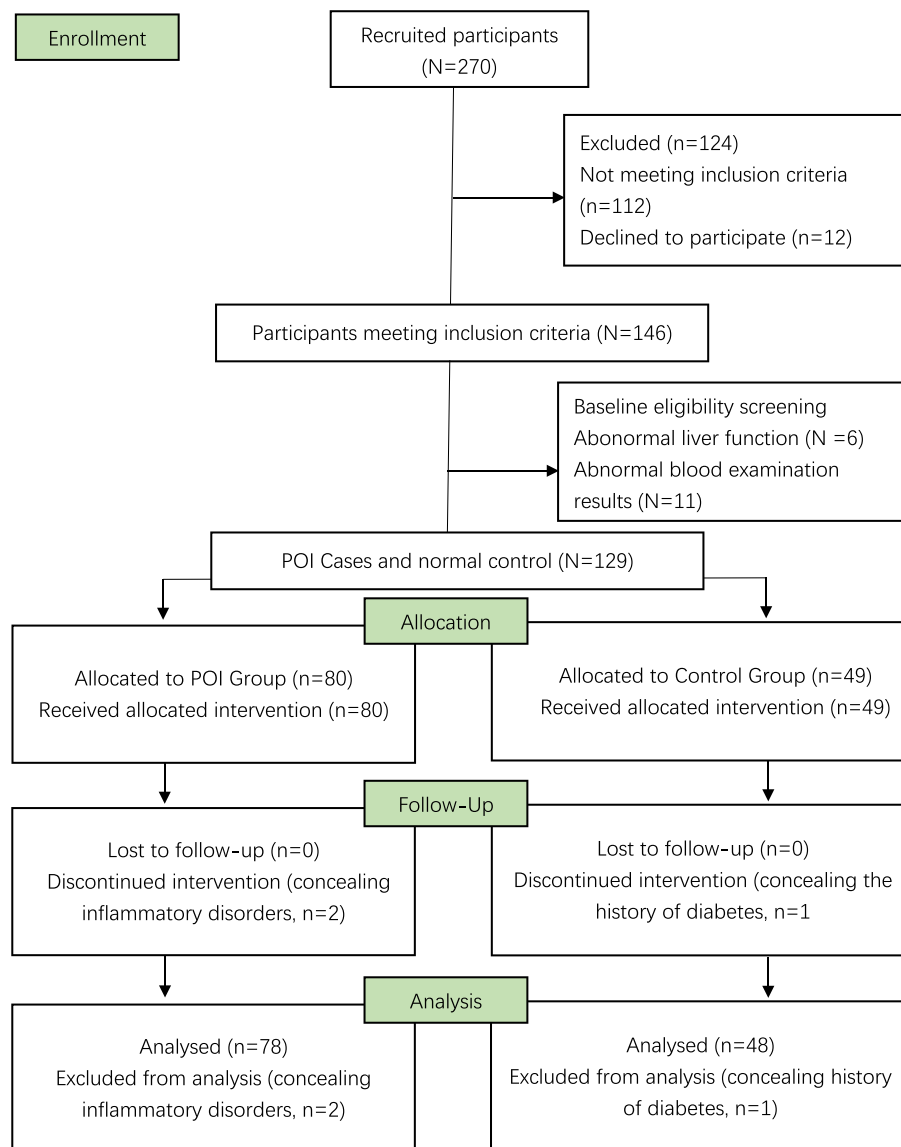 Enrollment
Recruited participants
(N=270)
Excluded (n=124)
Not meeting inclusion criteria
(n=112)
Declined to participate (n=12)
Participants meeting inclusion criteria (N=146)
Baseline eligibility screening
Abonormal liver function (N =6)
Abnormal blood examination
results (N=11)
POI Cases and normal control (N=129)
Allocation
Allocated to POI Group (n=80)
Received allocated intervention (n=80)
Allocated to Control Group (n=49)
Received allocated intervention (n=49)
Follow-Up
Lost to follow-up (n=0)
Discontinued intervention (concealing
inflammatory disorders, n=2)
Lost to follow-up (n=0)
Discontinued intervention (concealing the
history of diabetes, n=1
Analysis
Analysed (n=78)
Excluded from analysis (concealing
inflammatory disorders, n=2)
Analysed (n=48)
Excluded from analysis (concealing history
of diabetes, n=1)